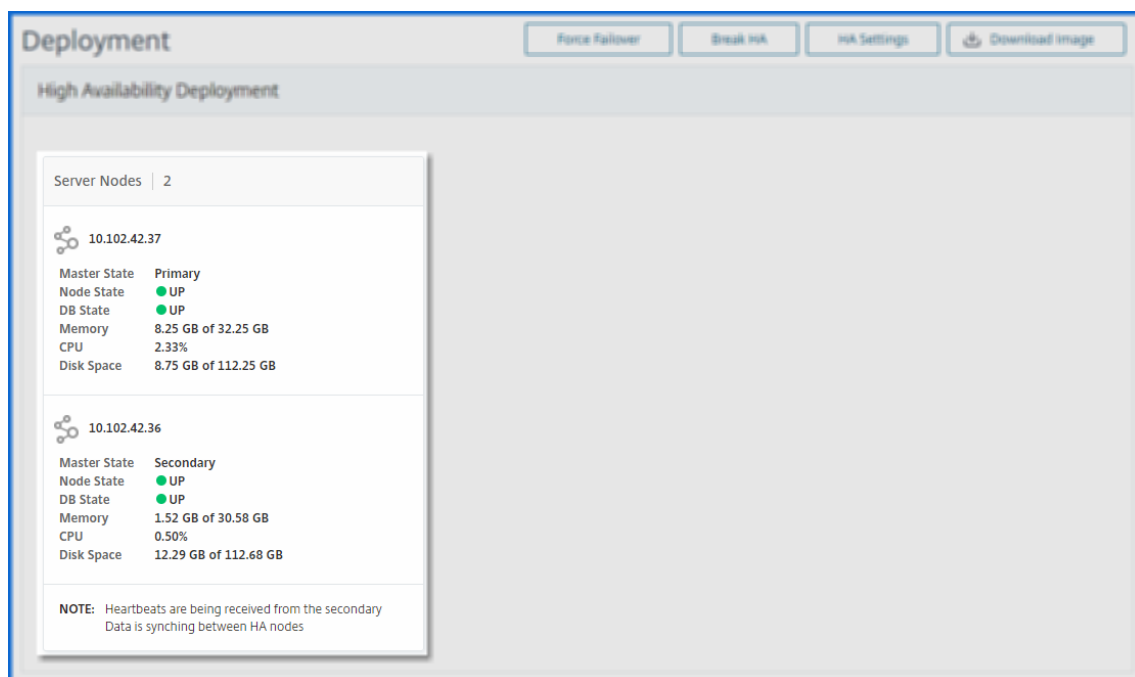 Deployment
Force Failover
Break HA
HA Settings
Download Image
High Availability Deployment
Server Nodes 2
10.102.42.37
Master State Primary
Node State UP
DB State UP
Memory 8.25 GB of 32.25 GB
CPU 2.33%
Disk Space 8.75 GB of 112.25 GB
10.102.42.36
Master State Secondary
Node State UP
DB State UP
Memory 1.52 GB of 30.58 GB
CPU 0.50%
Disk Space 12.29 GB of 112.68 GB
NOTE: Heartbeats are being received from the secondary
Data is synching between HA nodes